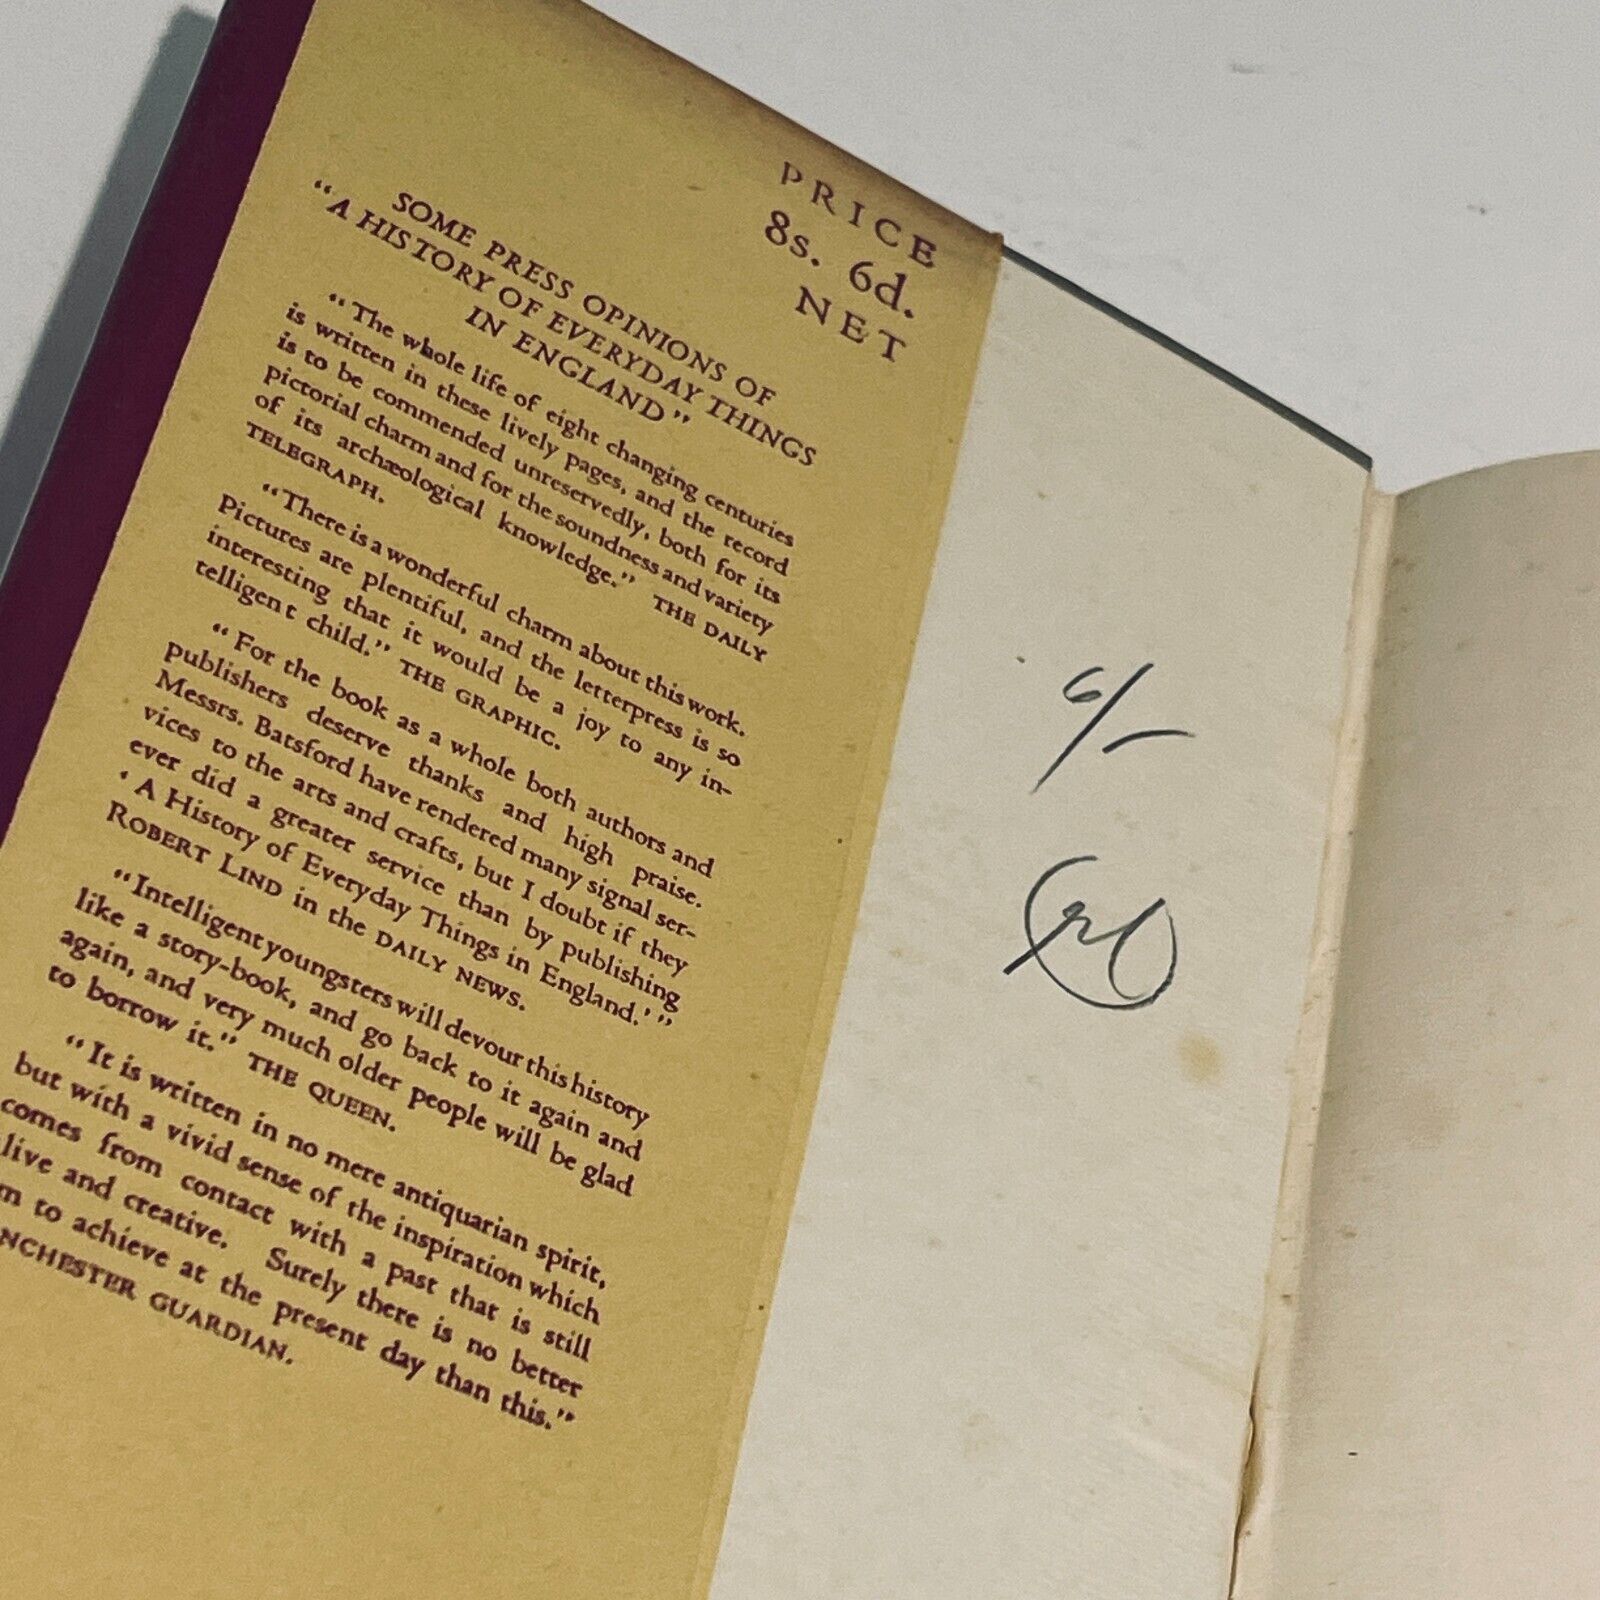 PRICE
8s. 6d.
NET
SOME PRESS OPINIONS OF
"A HISTORY OF EVERYDAY THINGS
IN ENGLAND"
"The whole life of eight changing centuries
is written in these lively pages, and the record
is to be commended unreservedly, both for its
pictorial charm and for the soundness and variety
of its archæological knowledge." THE DAILY
TELEGRAPH.
"There is a wonderful charm about this work.
Pictures are plentiful, and the letterpress is so
interesting that it would be a joy to any in-
telligent child." THE GRAPHIC.
"For the book as a whole both authors and
publishers deserve thanks and high praise.
Messrs. Batsford have rendered many signal ser-
vices to the arts and crafts, but I doubt if they
ever did a greater service than by publishing
'A History of Everyday Things in England.'"
ROBERT LIND in the DAILY NEWS.
"Intelligent youngsters will devour this history
like a story-book, and go back to it again and
again, and very much older people will be glad
to borrow it." THE QUEEN.
"It is written in no mere antiquarian spirit,
but with a vivid sense of the inspiration which
comes from contact with a past that is still
live and creative. Surely there is no better
m to achieve at the present day than this."
NCHESTER GUARDIAN.
6/-